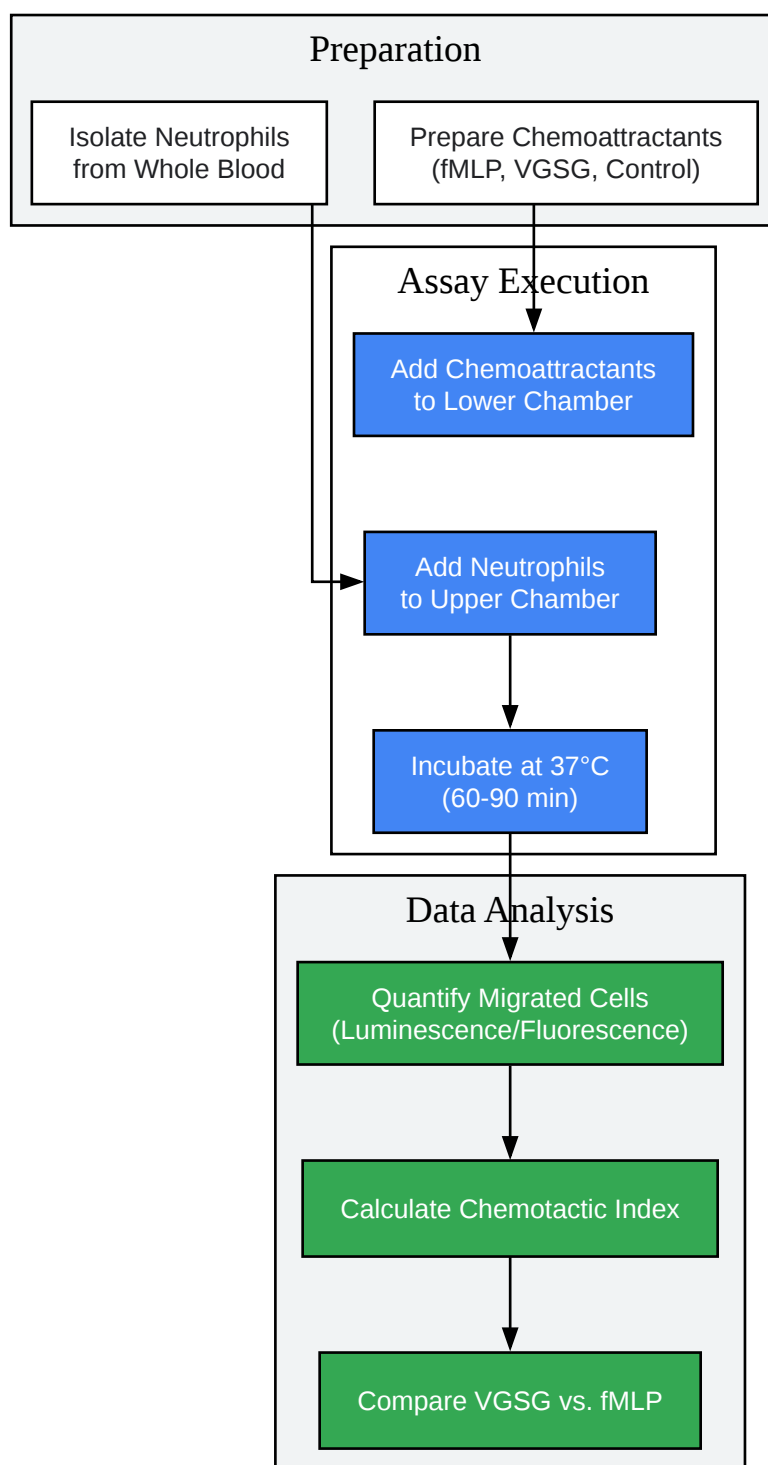 Preparation
Isolate Neutrophils
from Whole Blood
Prepare Chemoattractants
(fMLP, VGSG, Control)
Assay Execution
Add Chemoattractants
to Lower Chamber
Add Neutrophils
to Upper Chamber
Incubate at 37°C
(60-90 min)
Data Analysis
Quantify Migrated Cells
(Luminescence/Fluorescence)
Calculate Chemotactic Index
Compare VGSG vs. fMLP